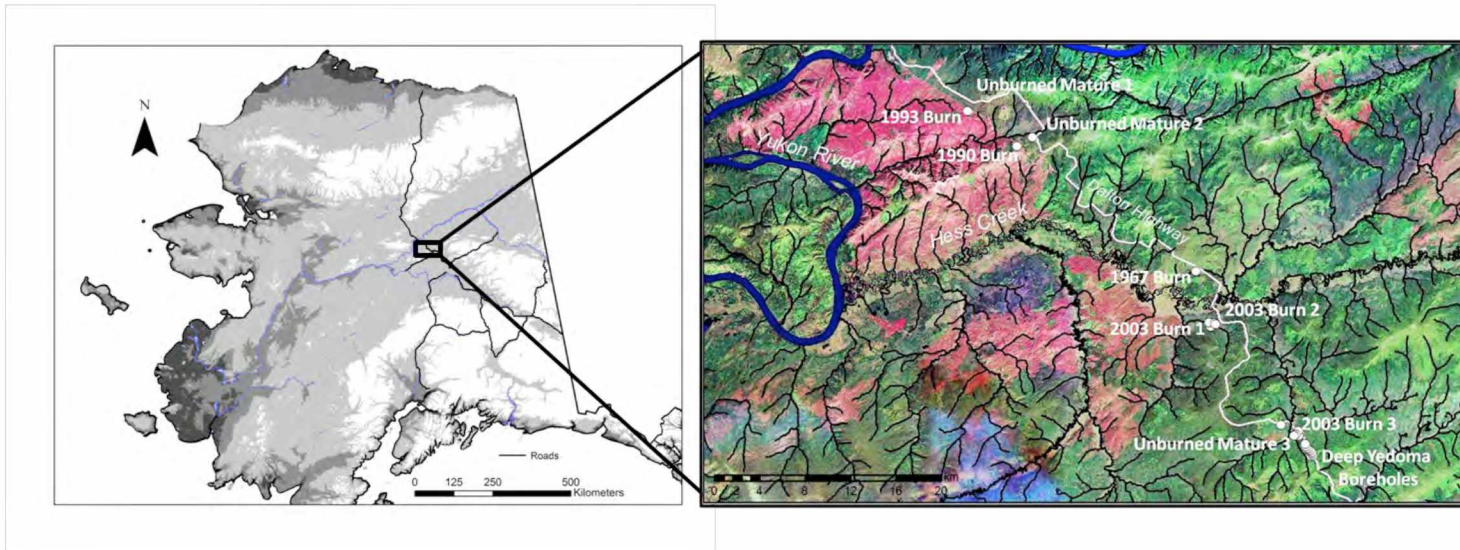 N
Roads
0 125 250 500
Kilometers
Unburned Mature 1
1993 Burn
Unburned Mature 2
1990 Burn
Yukon River
Hess Creek
1967 Burn
2003 Burn 2
2003 Burn 1
2003 Burn 3
Unburned Mature 3
Deep Yedoma
Boreholes
0 2 4 8 12 16 20
km